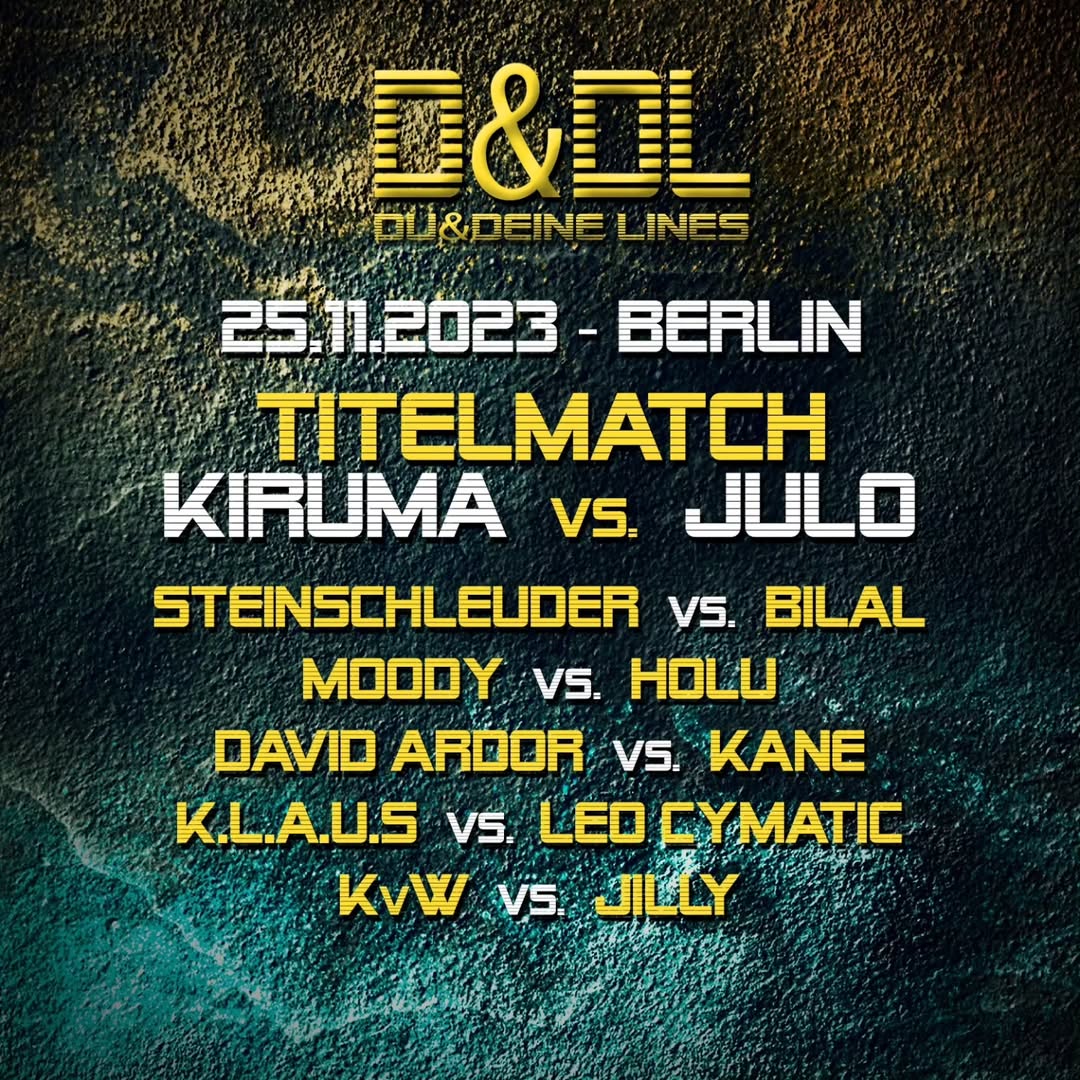 D&DL
DU&DEINE LINES
25.11.2023 - BERLIN
TITELMATCH
KIRUMA VS. JULO
STEINSCHLEUDER VS. BILAL
MOODY VS. HOLU
DAVID ARDOR VS. KANE
K.L.A.U.S VS. LEO CYMATIC
KvW VS. JILLY